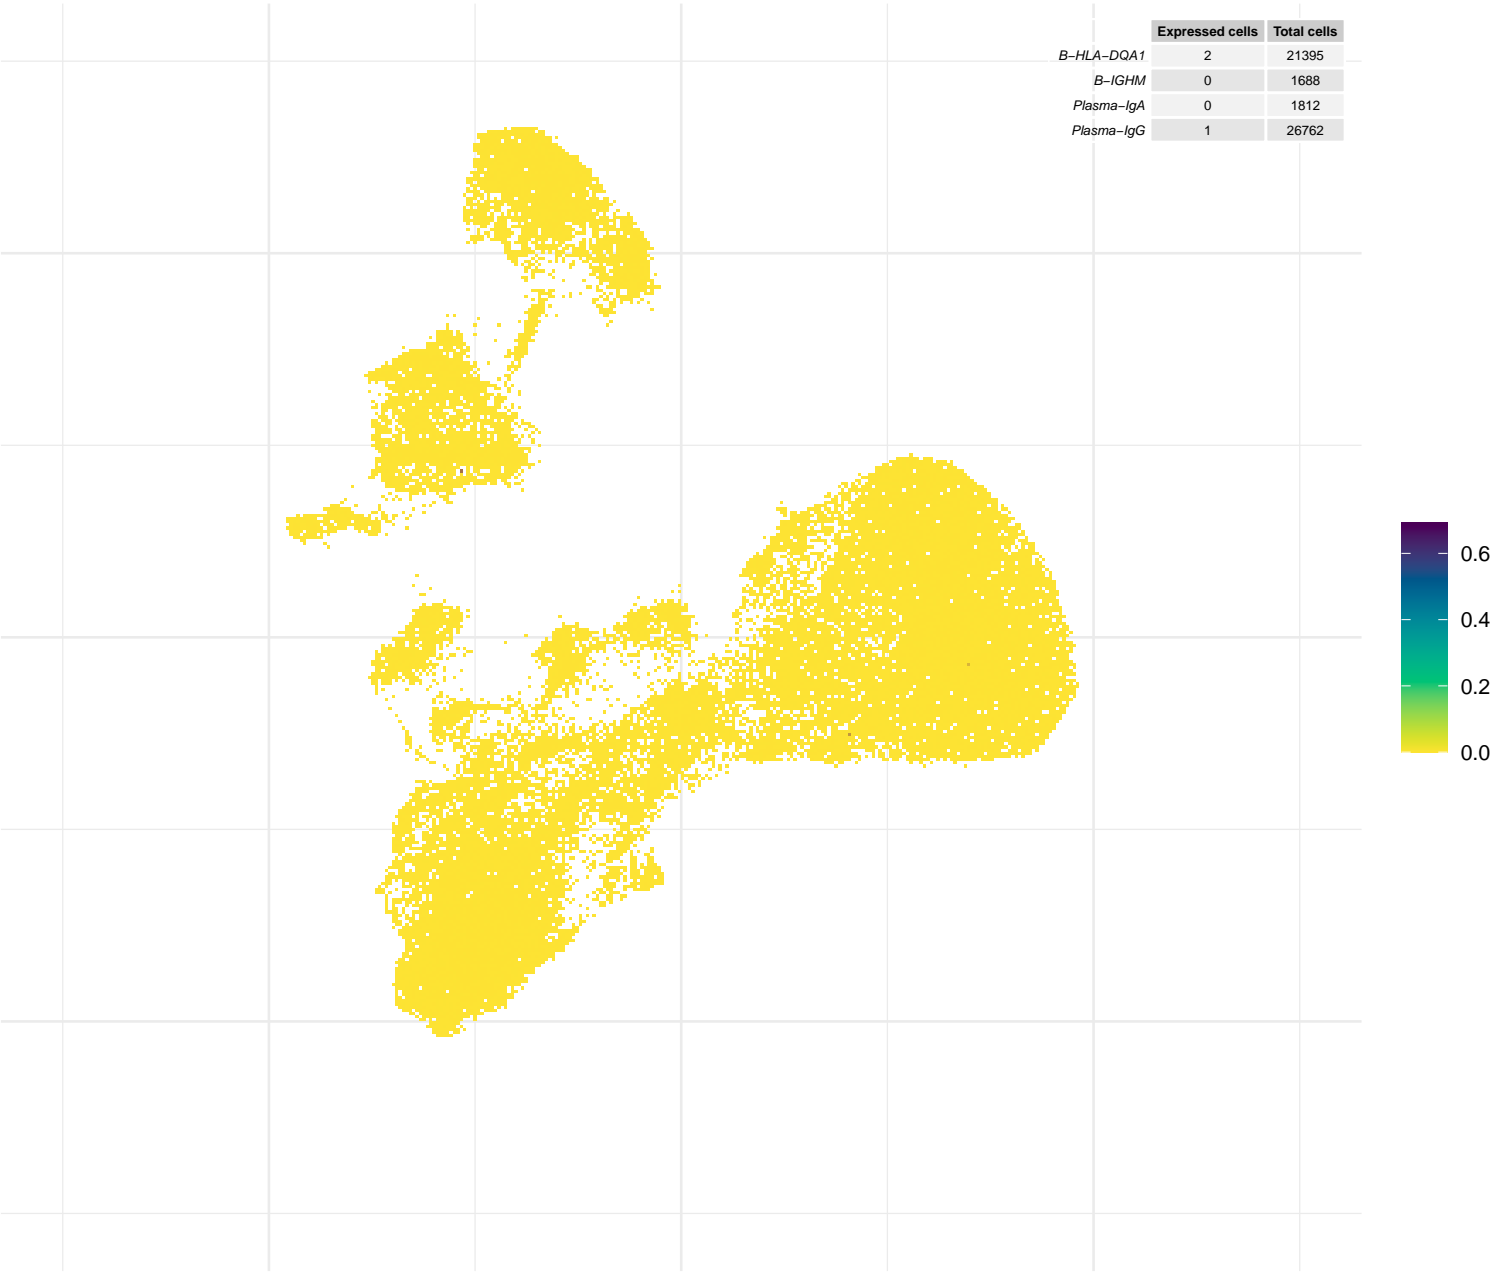 Expressed cells Total cells
B−HLA−DQA1 2 21395
B−IGHM 0 1688
Plasma−IgA 0 1812
Plasma−IgG 1 26762
0.6
0.4
0.2
0.0